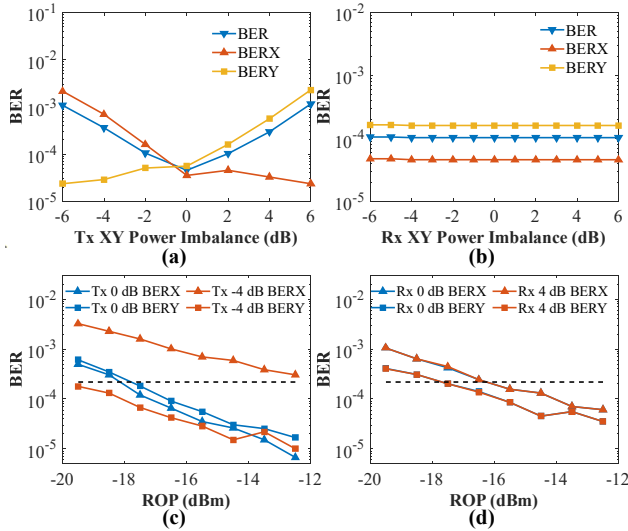 10^-1
10^-2
10^-3
10^-4
10^-5
BER
BER
BERX
BERY
-6 -4 -2 0 2 4 6
Tx XY Power Imbalance (dB)
(a)
10^-2
10^-3
10^-4
10^-5
BER
BER
BERX
BERY
-6 -4 -2 0 2 4 6
Rx XY Power Imbalance (dB)
(b)
10^-2
10^-3
10^-4
10^-5
BER
Tx 0 dB BERX Tx -4 dB BERX
Tx 0 dB BERY Tx -4 dB BERY
-20 -18 -16 -14 -12
ROP (dBm)
(c)
10^-2
10^-3
10^-4
10^-5
BER
Rx 0 dB BERX Rx 4 dB BERX
Rx 0 dB BERY Rx 4 dB BERY
-20 -18 -16 -14 -12
ROP (dBm)
(d)